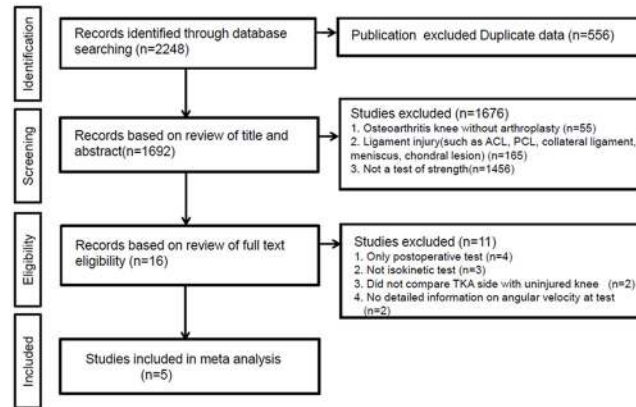 Identification
Records identified through database
searching (n=2248)
Publication excluded Duplicate data (n=556)
Screening
Records based on review of title and
abstract(n=1692)
Studies excluded (n=1676)
1. Osteoarthritis knee without arthroplasty (n=55)
2. Ligament injury(such as ACL, PCL, collateral ligament,
meniscus, chondral lesion) (n=165)
3. Not a test of strength(n=1456)
Eligibility
Records based on review of full text
eligibility (n=16)
Studies excluded (n=11)
1. Only postoperative test (n=4)
2. Not isokinetic test (n=3)
3. Did not compare TKA side with uninjured knee (n=2)
4. No detailed information on angular velocity at test
(n=2)
Included
Studies included in meta analysis
(n=5)